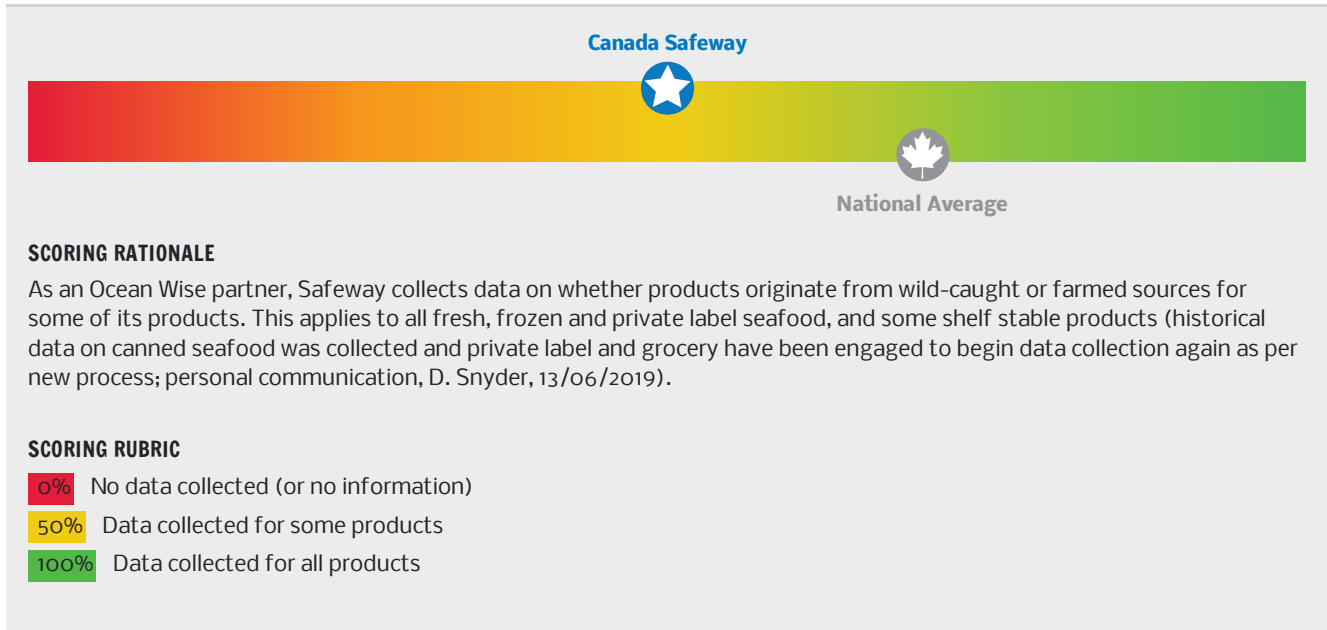 Canada Safeway
National Average
SCORING RATIONALE
As an Ocean Wise partner, Safeway collects data on whether products originate from wild-caught or farmed sources for
some of its products. This applies to all fresh, frozen and private label seafood, and some shelf stable products (historical
data on canned seafood was collected and private label and grocery have been engaged to begin data collection again as per
new process; personal communication, D. Snyder, 13/06/2019).
SCORING RUBRIC
0% No data collected (or no information)
50% Data collected for some products
100% Data collected for all products